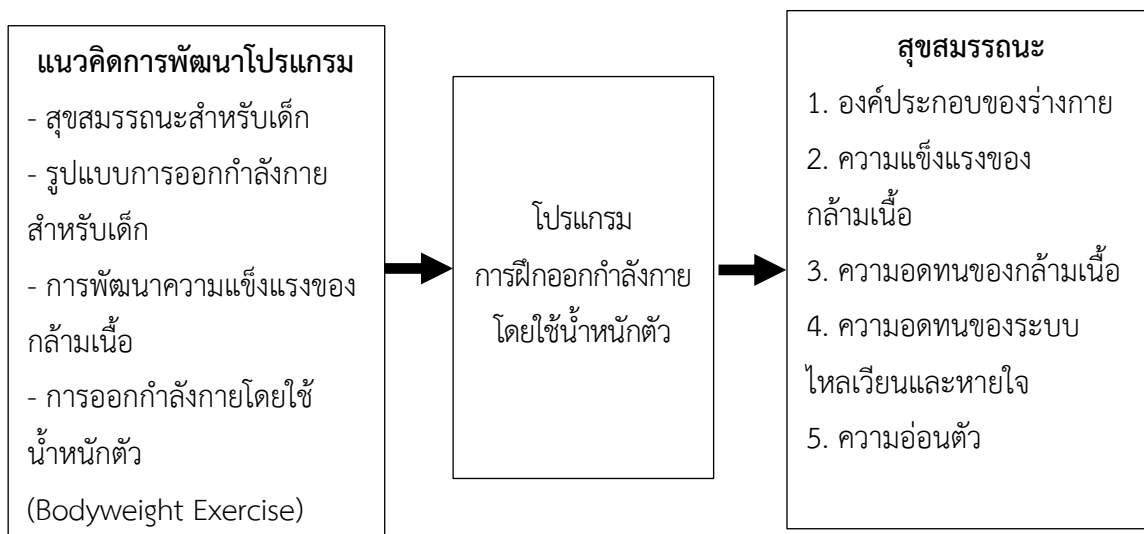 แนวคิดการพัฒนาโปรแกรม
- สุขสมรรถนะสำหรับเด็ก
- รูปแบบการออกกำลังกาย
สำหรับเด็ก
- การพัฒนาความแข็งแรงของ
กล้ามเนื้อ
- การออกกำลังกายโดยใช้
น้ำหนักตัว
(Bodyweight Exercise)
โปรแกรม
การฝึกออกกำลังกาย
โดยใช้น้ำหนักตัว
สุขสมรรถนะ
1. องค์ประกอบของร่างกาย
2. ความแข็งแรงของ
กล้ามเนื้อ
3. ความอดทนของกล้ามเนื้อ
4. ความอดทนของระบบ
ไหลเวียนและหายใจ
5. ความอ่อนตัว